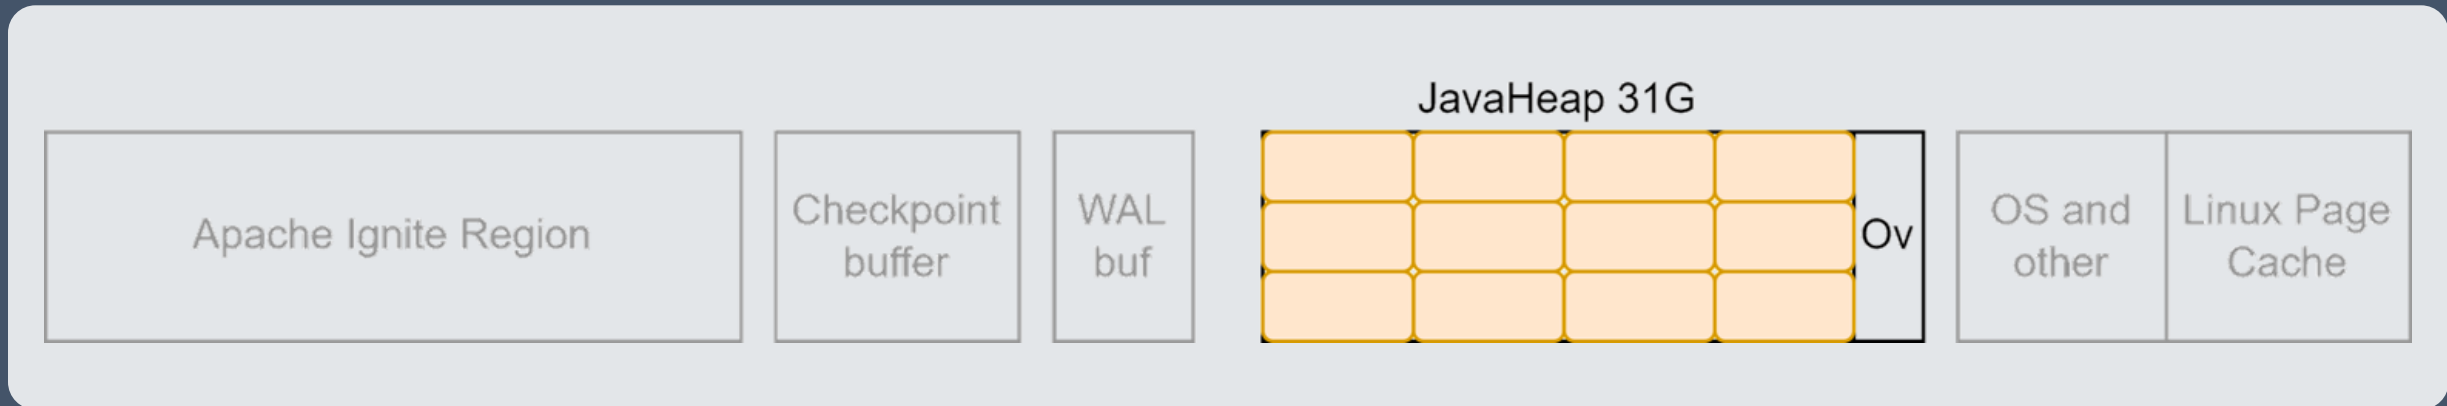 JavaHeap 31G
Apache Ignite Region
Checkpoint
buffer
WAL
buf
Ov
OS and
other
Linux Page
Cache